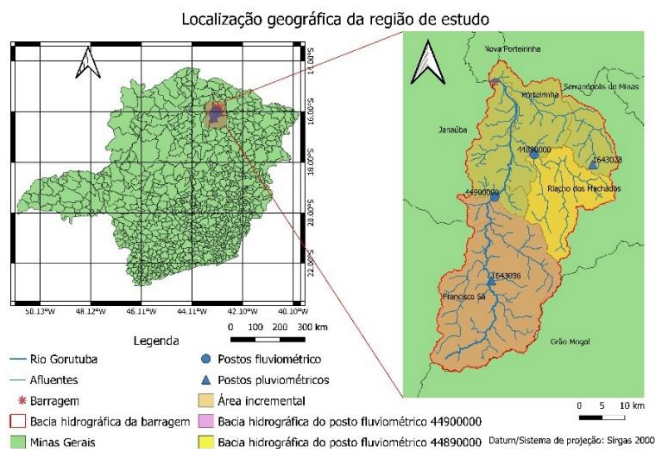 Localização geográfica da região de estudo
14.00°S
16.00°S
18.00°S
20.00°S
22.00°S
50.13°W 48.12°W 46.11°W 44.11°W 42.10°W 40.10°W
0 100 200 300 km
Nova Porteirinha
Serranópolis de Minas
Porteirinha
Janaúba
44890000
1643028
Riacho dos Machados
44900000
1643036
Francisco Sá
Grão Mogol
0 5 10 km
Legenda
Rio Gorutuba
Afluentes
Barragem
Bacia hidrográfica da barragem
Minas Gerais
Postos fluviométrico
Postos pluviométricos
Área incremental
Bacia hidrográfica do posto fluviométrico 44900000
Bacia hidrográfica do posto fluviométrico 44890000
Datum/Sistema de projeção: Sirgas 2000